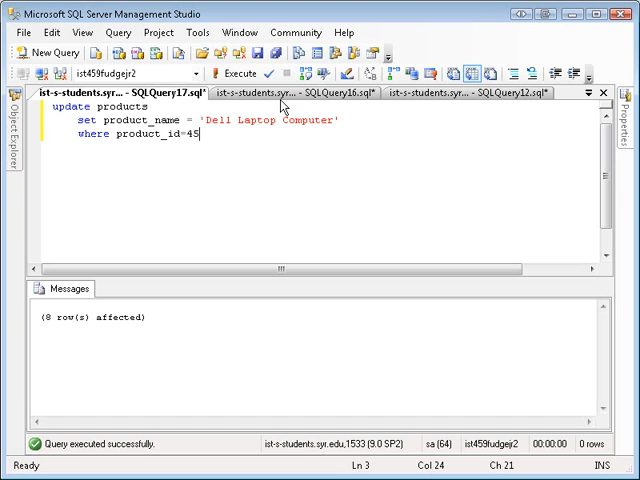 Microsoft SQL Server Management Studio
File Edit View Query Project Tools Window Community Help
New Query
ist459fudgejr2 Execute
ist-s-students.syr... - SQLQuery17.sql* ist-s-students.syr... - SQLQuery16.sql* ist-s-students.syr... - SQLQuery12.sql*
Object Explorer
Properties
update products
set product_name = 'Dell Laptop Computer'
where product_id=45
Messages
(8 row(s) affected)
Query executed successfully. ist-s-students.syr.edu,1533 (9.0 SP2) sa (64) ist459fudgejr2 00:00:00 0 rows
Ready Ln 3 Col 24 Ch 21 INS